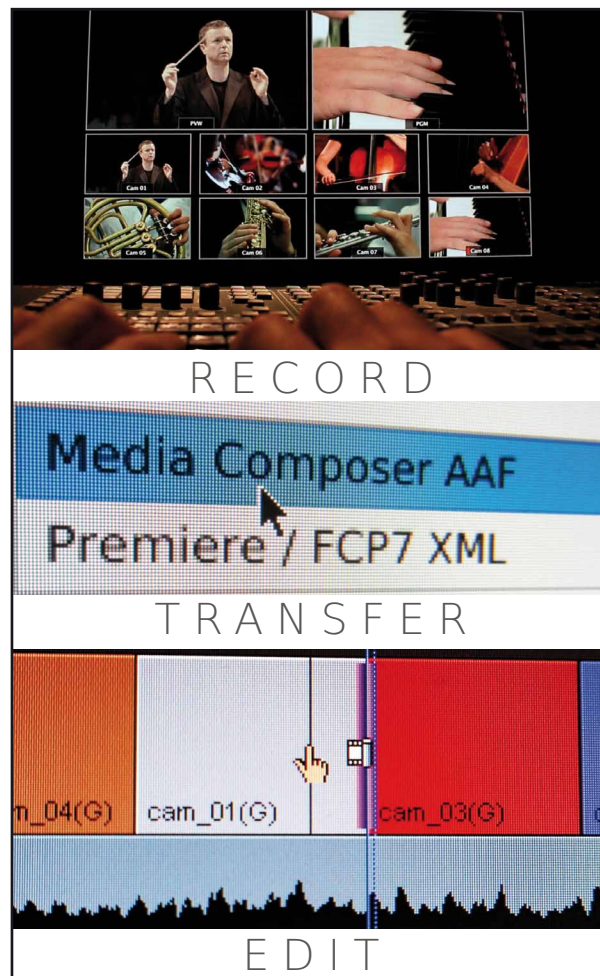 PVW
PGM
Cam 01
Cam 02
Cam 03
Cam 04
Cam 05
Cam 06
Cam 07
Cam 08
RECORD
Media Composer AAF
Premiere / FCP7 XML
TRANSFER
m_04(G)
cam_01(G)
cam_03(G)
c
EDIT